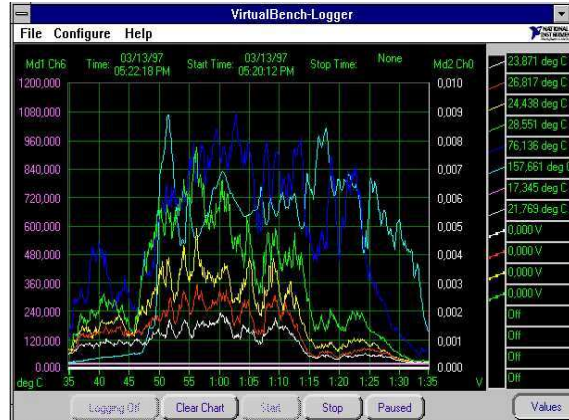 VirtualBench-Logger
File Configure Help
NATIONAL INSTRUMENTS
Md1 Ch6 Time: 03/13/97 05:22:18 PM Start Time: 03/13/97 05:20:12 PM Stop Time: None Md2 Ch0
1200,000 0,010
1080,000 0,009
960,000 0,008
840,000 0,007
720,000 0,006
600,000 0,005
480,000 0,004
360,000 0,003
240,000 0.002
120,000 0.001
0.000 0.000
deg C 35 40 45 50 55 1:00 1:05 1:10 1:15 1:20 1:25 1:30 1:35 V
23,871 deg C
26,817 deg C
24,438 deg C
28,551 deg C
76,136 deg C
157,661 deg C
17,345 deg C
21,769 deg C
0,000 V
0,000 V
0,000 V
0,000 V
Off
Off
Off
Off
Logging Off Clear Chart Start Stop Paused Values